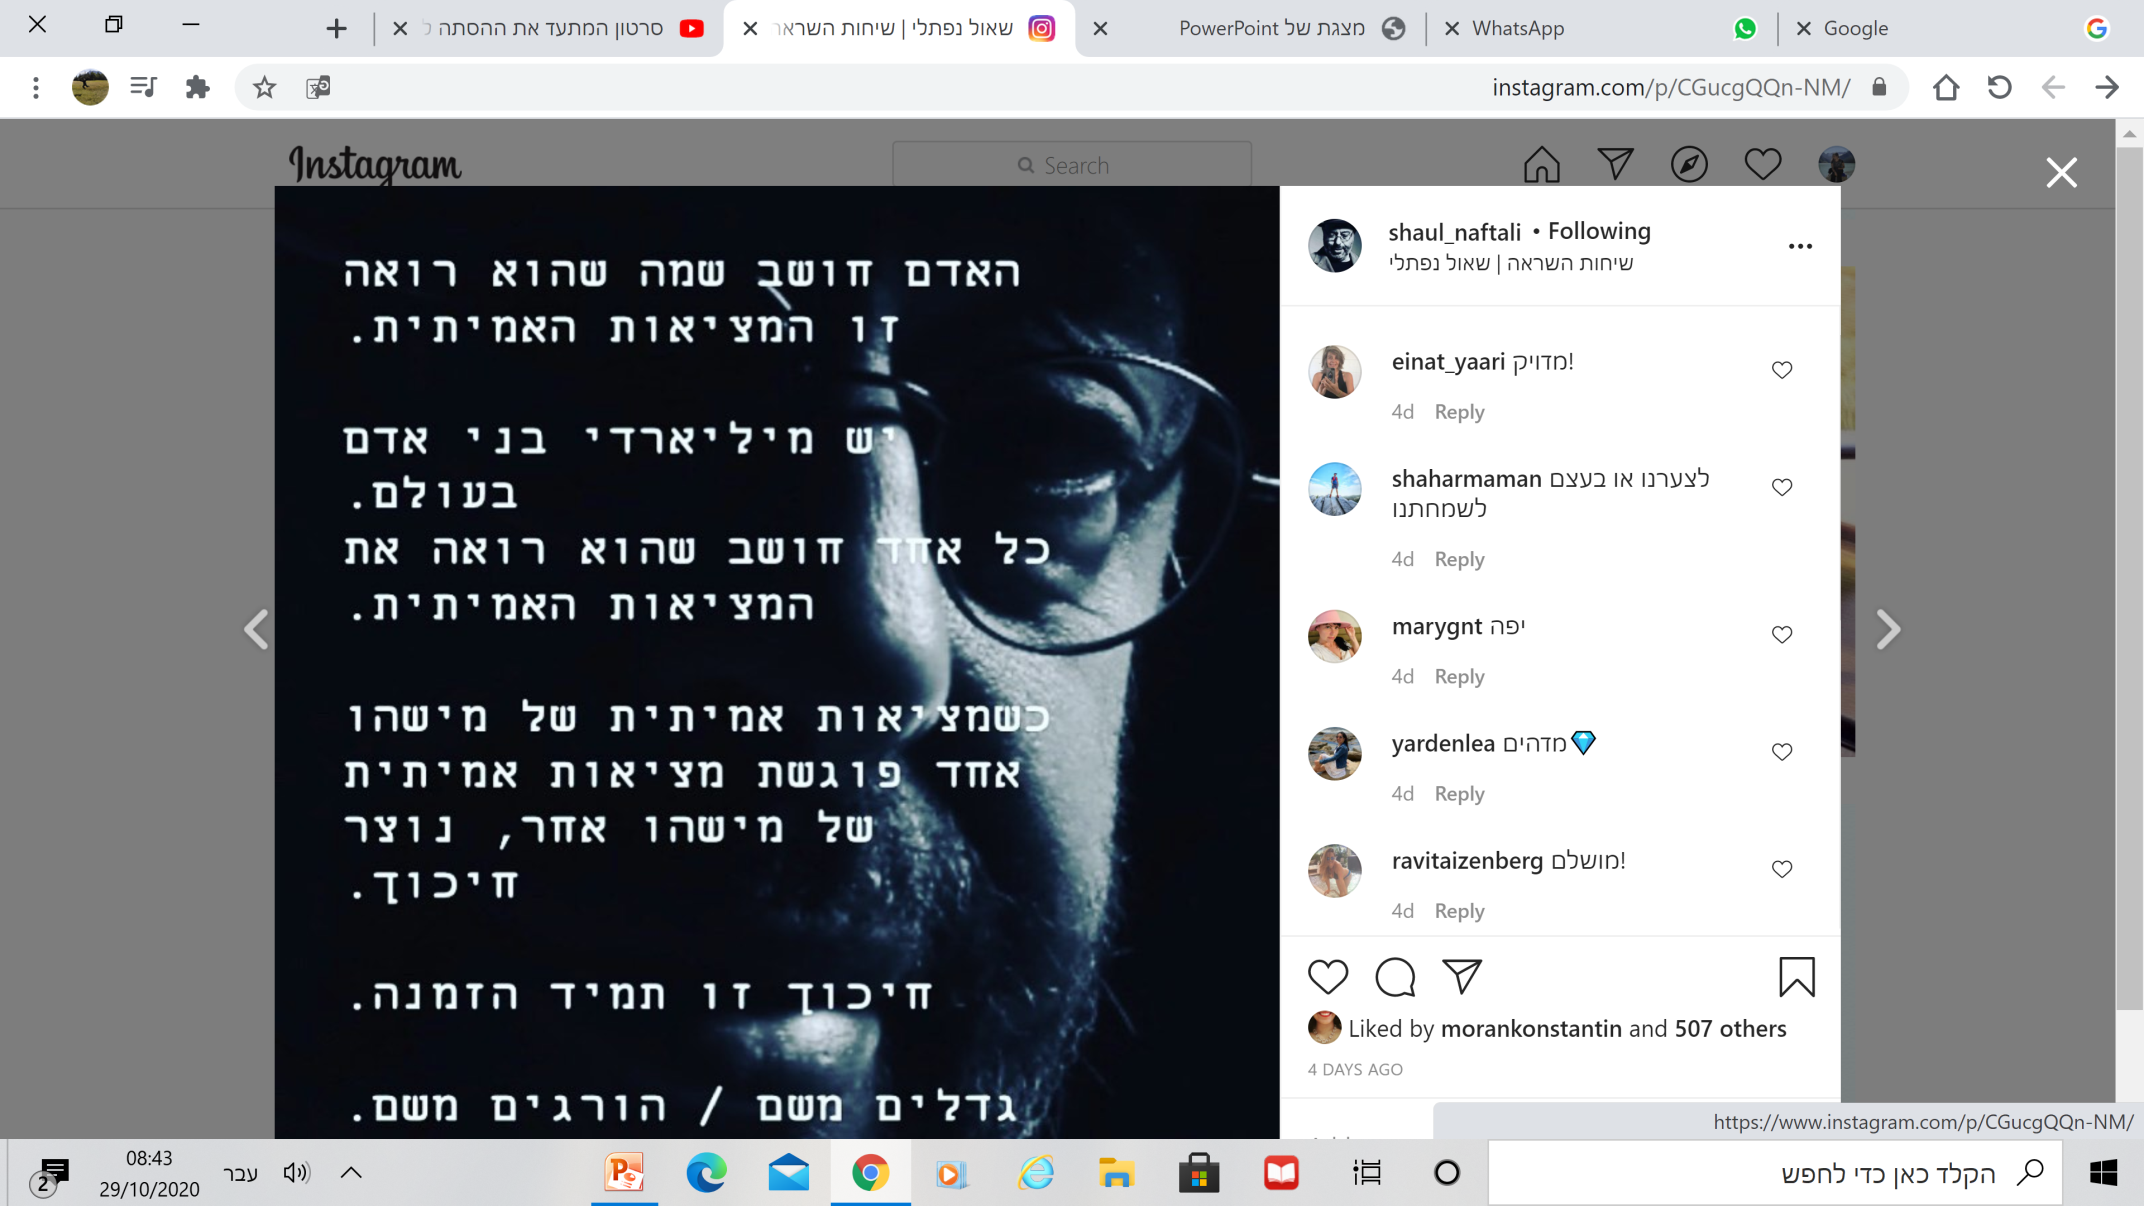 סרטון המתעד את ההסתה ל
שאול נפתלי | שיחות השרא
מצגת של PowerPoint
WhatsApp
Google
instagram.com/p/CGucgQQn-NM/
Instagram
Search
האדם חושב שמה שהוא רואה
זו המציאות האמיתית.
יש מיליארדי בני אדם
בעולם.
כל אחד חושב שהוא רואה את
המציאות האמיתית.
כשמציאות אמיתית של מישהו
אחד פוגשת מציאות אמיתית
של מישהו אחר, נוצר
חיכוך.
חיכוך זו תמיד הזמנה.
גדלים משם / הורגים משם.
shaul_naftali • Following
שיחות השראה | שאול נפתלי
einat_yaari מדויק!
4d Reply
shaharmaman לצערנו או בעצם
לשמחתנו
4d Reply
marygnt יפה
4d Reply
yardenlea מדהים💎
4d Reply
ravitaizenberg מושלם!
4d Reply
Liked by morankonstantin and 507 others
4 DAYS AGO
https://www.instagram.com/p/CGucgQQn-NM/
2
08:43
29/10/2020
עבר
הקלד כאן כדי לחפש